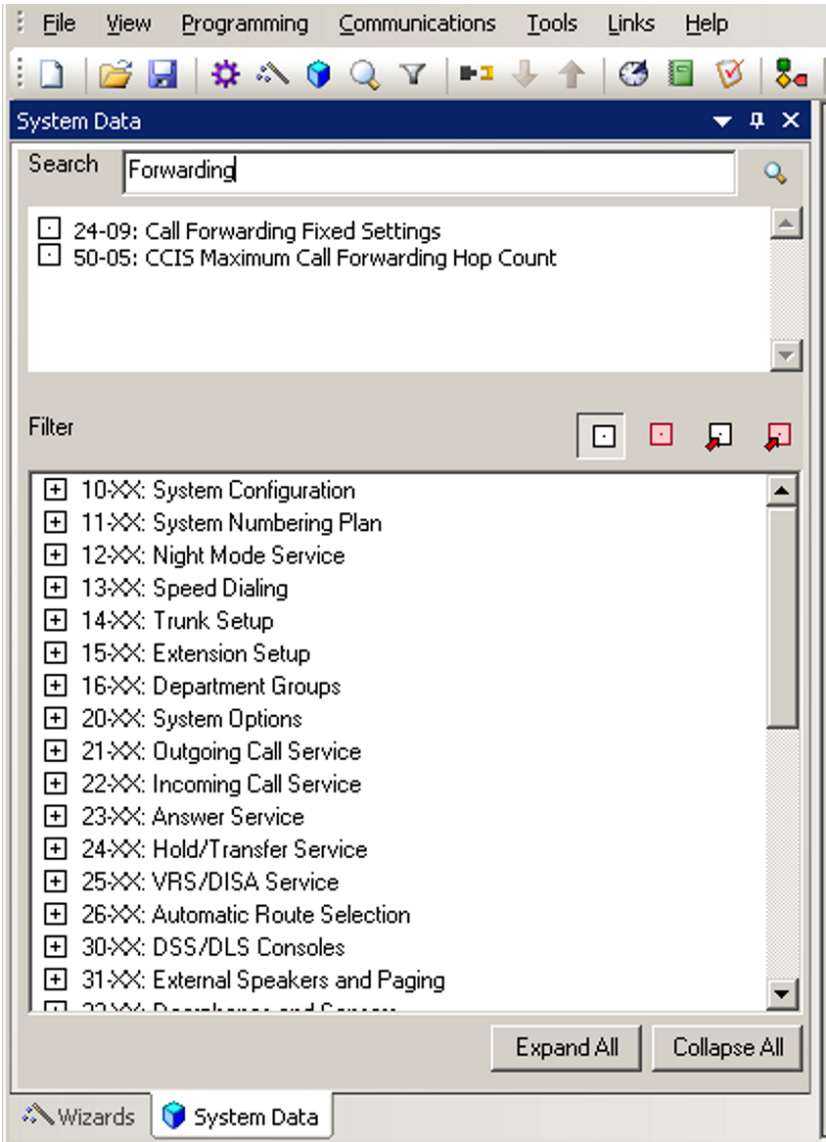 File View Programming Communications Tools Links Help
System Data
Search Forwarding
24-09: Call Forwarding Fixed Settings
50-05: CCIS Maximum Call Forwarding Hop Count
Filter
10-XX: System Configuration
11-XX: System Numbering Plan
12-XX: Night Mode Service
13-XX: Speed Dialing
14-XX: Trunk Setup
15-XX: Extension Setup
16-XX: Department Groups
20-XX: System Options
21-XX: Outgoing Call Service
22-XX: Incoming Call Service
23-XX: Answer Service
24-XX: Hold/Transfer Service
25-XX: VRS/DISA Service
26-XX: Automatic Route Selection
30-XX: DSS/DLS Consoles
31-XX: External Speakers and Paging
Expand All Collapse All
Wizards System Data